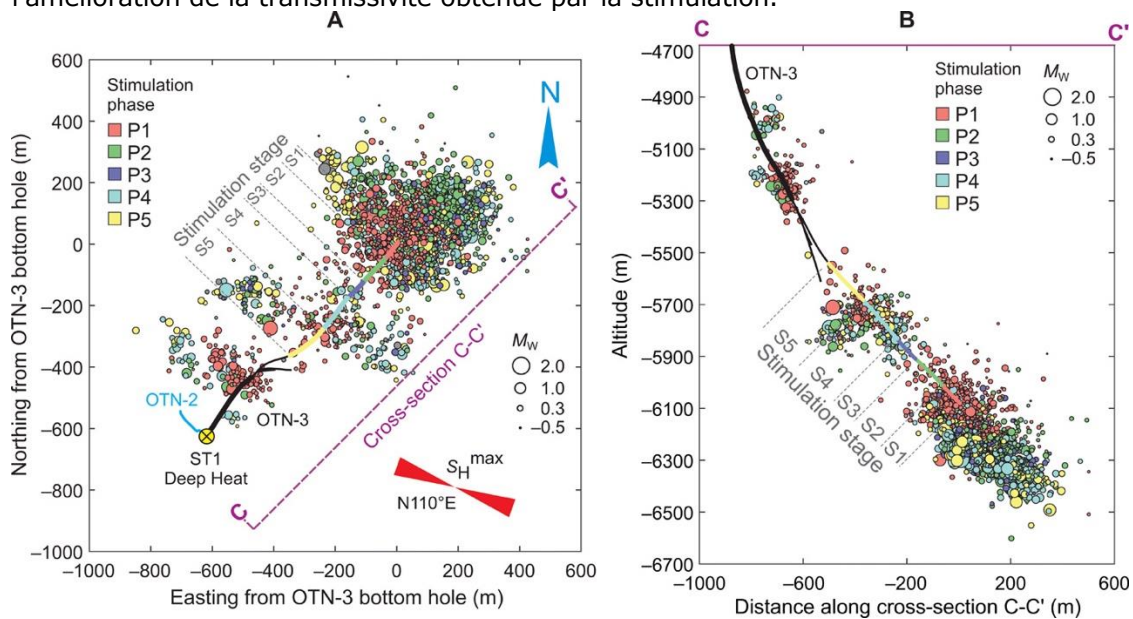 l'amélioration de la transmissivité obtenue par la stimulation.
A
600
400
200
0
−200
−400
−600
−800
−1000
Northing from OTN-3 bottom hole (m)
Stimulation
phase
P1
P2
P3
P4
P5
N
Stimulation stage
S1
S2
S3
S4
S5
C'
Cross-section C-C'
C
OTN-2
OTN-3
ST1
Deep Heat
MW
2.0
1.0
0.3
−0.5
SHmax
N110°E
−1000 −800 −600 −400 −200 0 200 400 600
Easting from OTN-3 bottom hole (m)
B
C C'
−4700
−4900
−5100
−5300
−5500
−5700
−5900
−6100
−6300
−6500
−6700
Altitude (m)
OTN-3
Stimulation
phase
P1
P2
P3
P4
P5
MW
2.0
1.0
0.3
−0.5
S5
S4
S3
S2
S1
Stimulation stage
−1000 −600 −200 200 600
Distance along cross-section C-C' (m)